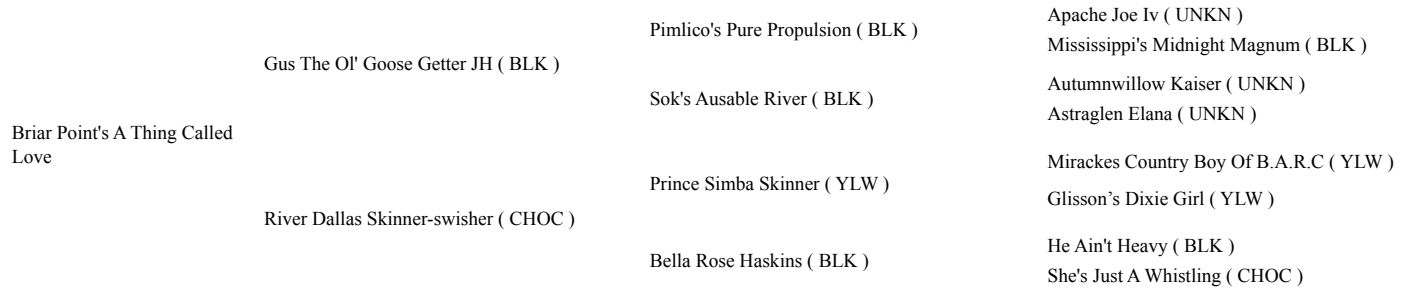 Apache Joe Iv ( UNKN )
Pimlico's Pure Propulsion ( BLK )
Mississippi's Midnight Magnum ( BLK )
Gus The Ol' Goose Getter JH ( BLK )
Autumnwillow Kaiser ( UNKN )
Sok's Ausable River ( BLK )
Astraglen Elana ( UNKN )
Briar Point's A Thing Called
Love
Mirackes Country Boy Of B.A.R.C ( YLW )
Prince Simba Skinner ( YLW )
Glisson’s Dixie Girl ( YLW )
River Dallas Skinner-swisher ( CHOC )
He Ain't Heavy ( BLK )
Bella Rose Haskins ( BLK )
She's Just A Whistling ( CHOC )